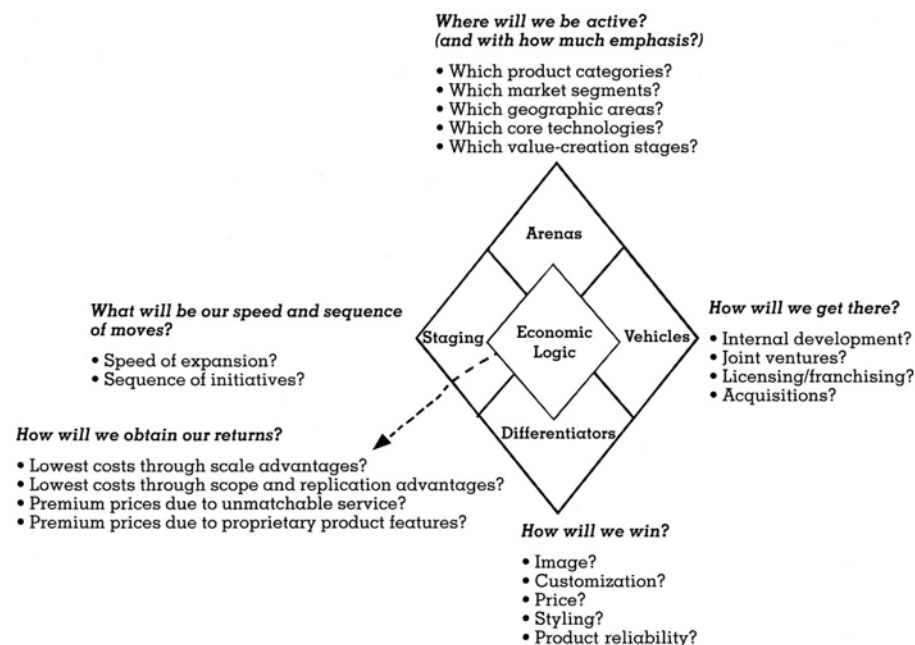 Where will we be active?
(and with how much emphasis?)
• Which product categories?
• Which market segments?
• Which geographic areas?
• Which core technologies?
• Which value-creation stages?
Arenas
What will be our speed and sequence
of moves?
• Speed of expansion?
• Sequence of initiatives?
Staging
Economic
Logic
Vehicles
How will we get there?
• Internal development?
• Joint ventures?
• Licensing/franchising?
• Acquisitions?
How will we obtain our returns?
• Lowest costs through scale advantages?
• Lowest costs through scope and replication advantages?
• Premium prices due to unmatchable service?
• Premium prices due to proprietary product features?
Differentiators
How will we win?
• Image?
• Customization?
• Price?
• Styling?
• Product reliability?